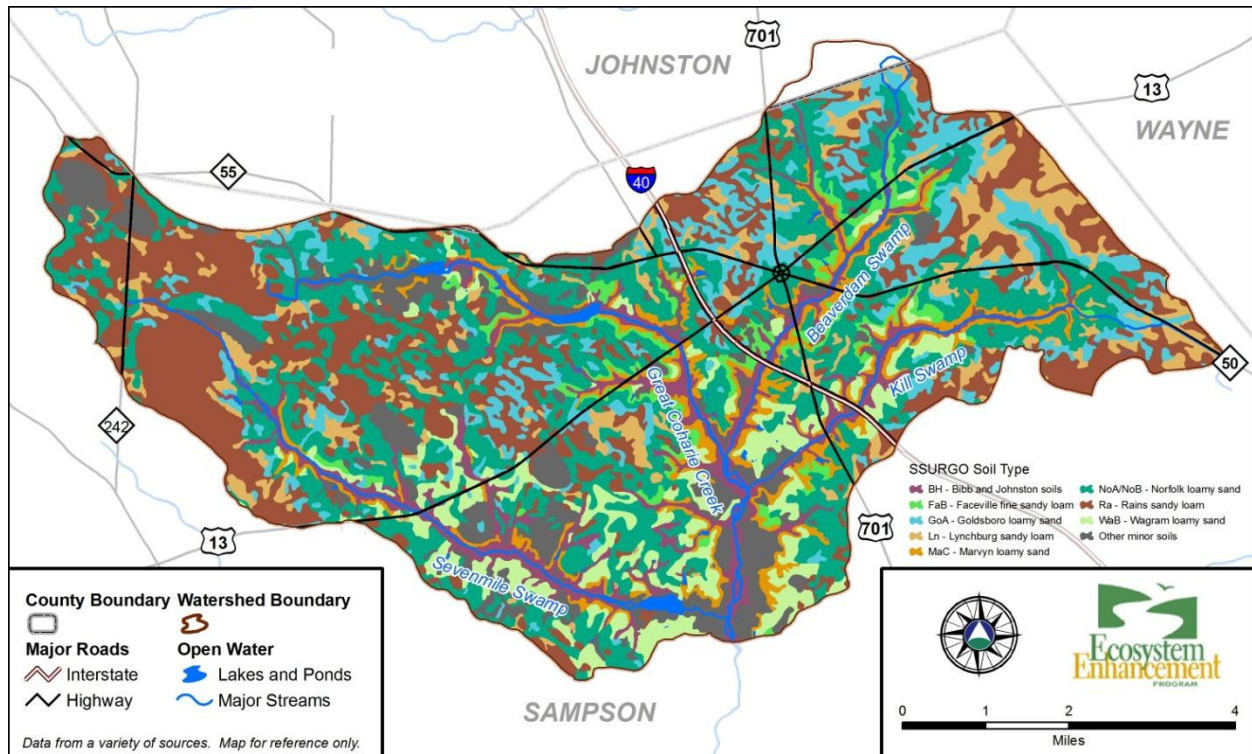 701
JOHNSTON
13
WAYNE
55
40
Beaverdam Swamp
Kill Swamp
50
Great Coharie Creek
242
SSURGO Soil Type
BH - Bibb and Johnston soils
FaB - Faceville fine sandy loam
GoA - Goldsboro loamy sand
Ln - Lynchburg sandy loam
MaC - Marvyn loamy sand
NoA/NoB - Norfolk loamy sand
Ra - Rains sandy loam
WaB - Wagram loamy sand
Other minor soils
701
13
Sevenmile Swamp
SAMPSON
County Boundary
Major Roads
Interstate
Highway
Watershed Boundary
Open Water
Lakes and Ponds
Major Streams
Data from a variety of sources. Map for reference only.
Ecosystem
Enhancement
PROGRAM
0 1 2 4
Miles